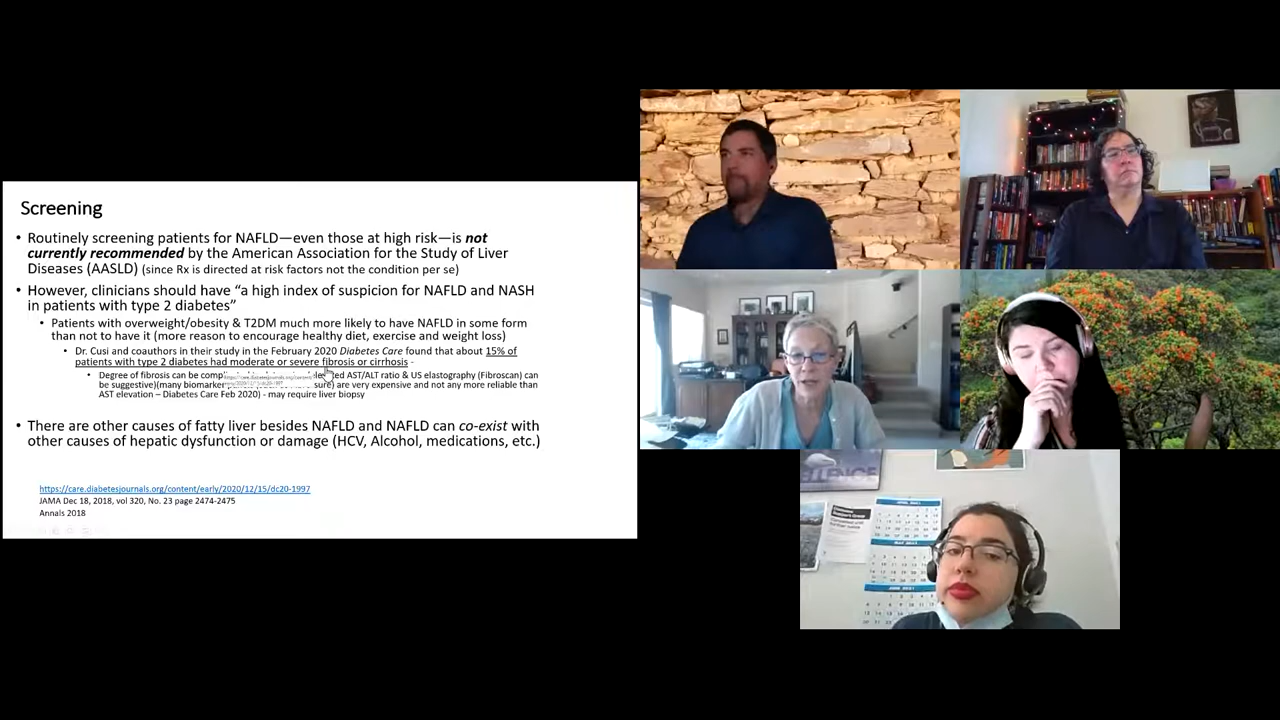 Screening
• Routinely screening patients for NAFLD—even those at high risk—is not
currently recommended by the American Association for the Study of Liver
Diseases (AASLD) (since Rx is directed at risk factors not the condition per se)
• However, clinicians should have “a high index of suspicion for NAFLD and NASH
in patients with type 2 diabetes”
• Patients with overweight/obesity & T2DM much more likely to have NAFLD in some form
than not to have it (more reason to encourage healthy diet, exercise and weight loss)
• Dr. Cusi and coauthors in their study in the February 2020 Diabetes Care found that about 15% of
patients with type 2 diabetes had moderate or severe fibrosis or cirrhosis -
• Degree of fibrosis can be AST/ALT ratio & US elastography (Fibroscan) can
be suggestive)(many biomarker are very expensive and not any more reliable than
AST elevation – Diabetes Care Feb 2020) - may require liver biopsy
• There are other causes of fatty liver besides NAFLD and NAFLD can co-exist with
other causes of hepatic dysfunction or damage (HCV, Alcohol, medications, etc.)
https://care.diabetesjournals.org/content/early/2020/12/15/dc20-1997
JAMA Dec 18, 2018, vol 320, No. 23 page 2474-2475
Annals 2018